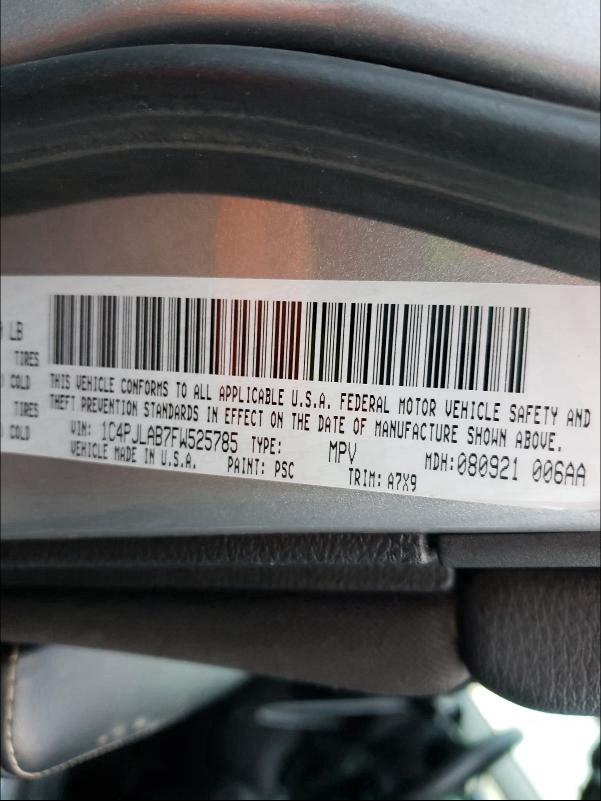 LB
TIRES
COLD
TIRES
COLD
THIS VEHICLE CONFORMS TO ALL APPLICABLE U.S.A. FEDERAL MOTOR VEHICLE SAFETY AND
THEFT PREVENTION STANDARDS IN EFFECT ON THE DATE OF MANUFACTURE SHOWN ABOVE.
VIN: 1C4PJLAB7FW525785 TYPE: MPV MDH:080921 006AA
VEHICLE MADE IN U.S.A. PAINT: PSC TRIM: A7X9